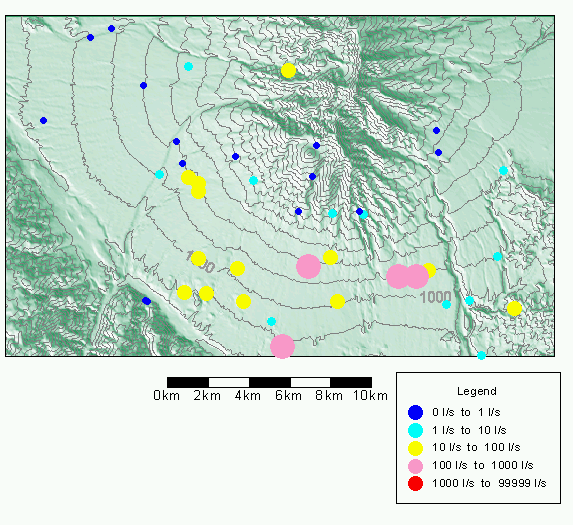 1000
0km 2km 4km 6km 8km 10km
Legend
0 l/s to 1 l/s
1 l/s to 10 l/s
10 l/s to 100 l/s
100 l/s to 1000 l/s
1000 l/s to 99999 l/s